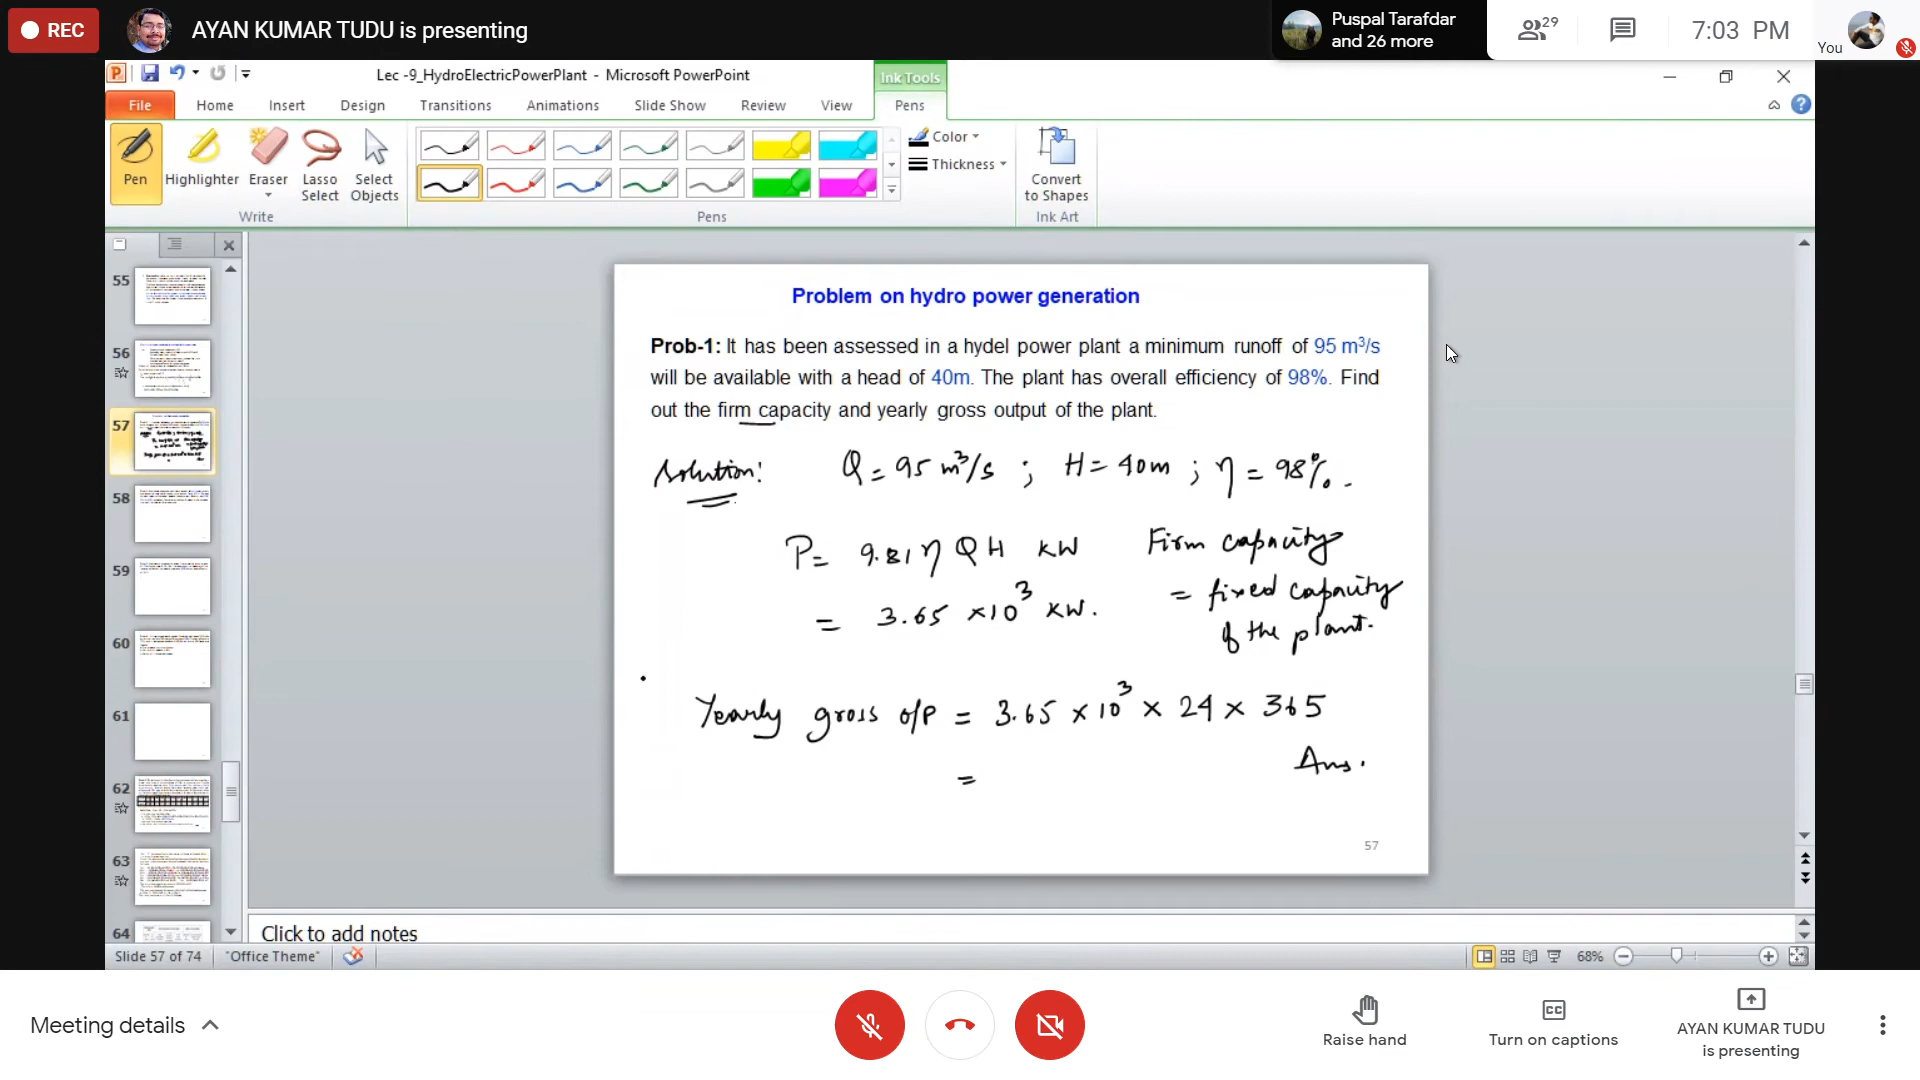 REC
AYAN KUMAR TUDU is presenting
Puspal Tarafdar
and 26 more
29
7:03 PM
You
Lec -9_HydroElectricPowerPlant - Microsoft PowerPoint
Ink Tools
File Home Insert Design Transitions Animations Slide Show Review View Pens
Pen Highlighter Eraser Lasso Select Select Objects
Color
Thickness
Convert to Shapes
Write Pens Ink Art
55
56
57
58
59
60
61
62
63
64
Problem on hydro power generation
Prob-1: It has been assessed in a hydel power plant a minimum runoff of 95 m³/s
will be available with a head of 40m. The plant has overall efficiency of 98%. Find
out the firm capacity and yearly gross output of the plant.
Solution: Q = 95 m³/s ; H = 40m ; η = 98%.
P = 9.81 η Q H KW
= 3.65 × 10³ KW.
Firm capacity
= fixed capacity
of the plant.
Yearly gross o/p = 3.65 × 10³ × 24 × 365
= Ans.
57
Click to add notes
Slide 57 of 74 "Office Theme" 68%
Meeting details
Raise hand
Turn on captions
AYAN KUMAR TUDU
is presenting